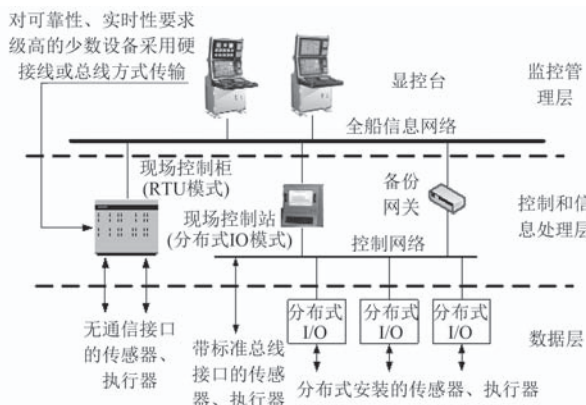 对可靠性、实时性要求
级高的少数设备采用硬
接线或总线方式传输
显控台
监控管
理层
全船信息网络
现场控制柜
(RTU模式)
现场控制站
(分布式IO模式)
备份
网关
控制和信
息处理层
控制网络
无通信接口
的传感器、
执行器
带标准总线
接口的传感
器、执行器
分布式
I/O
分布式
I/O
分布式
I/O
分布式安装的传感器、执行器
数据层